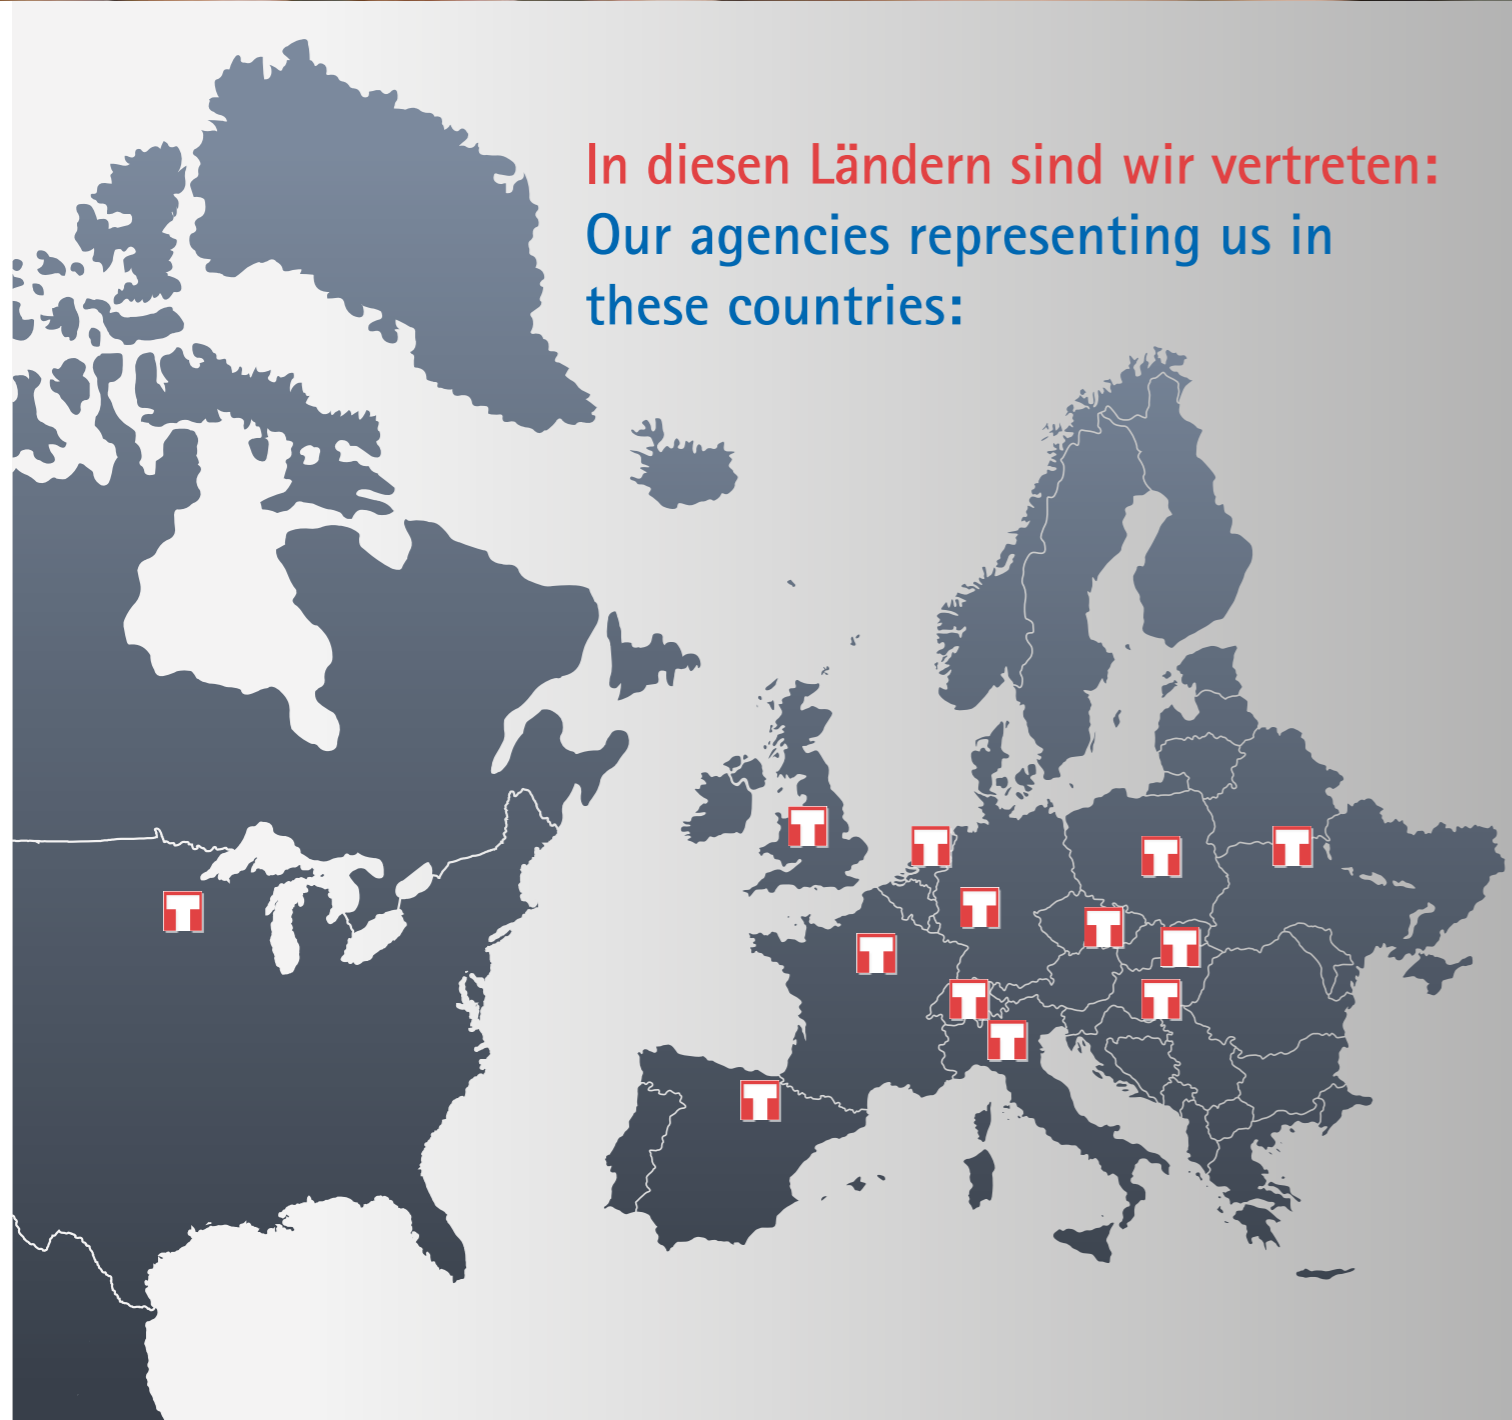 In diesen Ländern sind wir vertreten:
Our agencies representing us in
these countries:
T
T
T
T
T
T
T
T
T
T
T
T
T